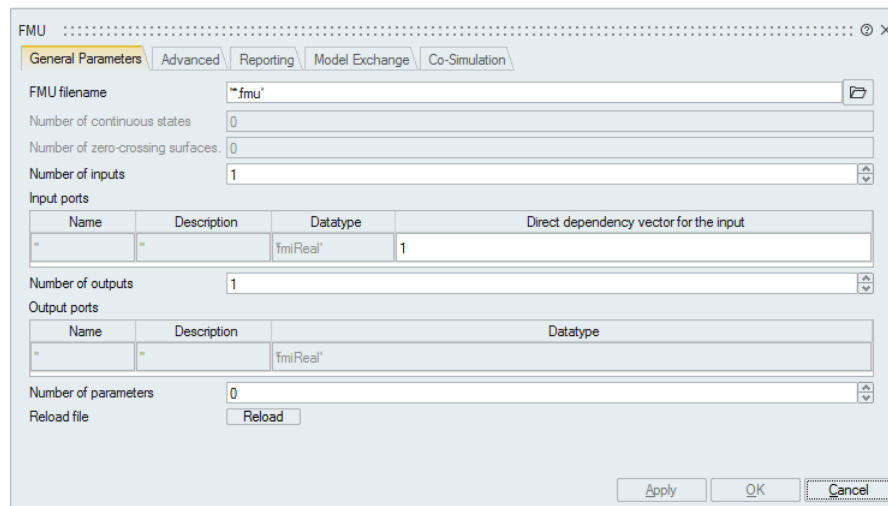 FMU
General Parameters Advanced Reporting Model Exchange Co-Simulation
FMU filename '*.fmu'
Number of continuous states 0
Number of zero-crossing surfaces. 0
Number of inputs 1
Input ports
Name Description Datatype Direct dependency vector for the input
'' '' 'fmiReal' 1
Number of outputs 1
Output ports
Name Description Datatype
'' '' 'fmiReal'
Number of parameters 0
Reload file Reload
Apply OK Cancel